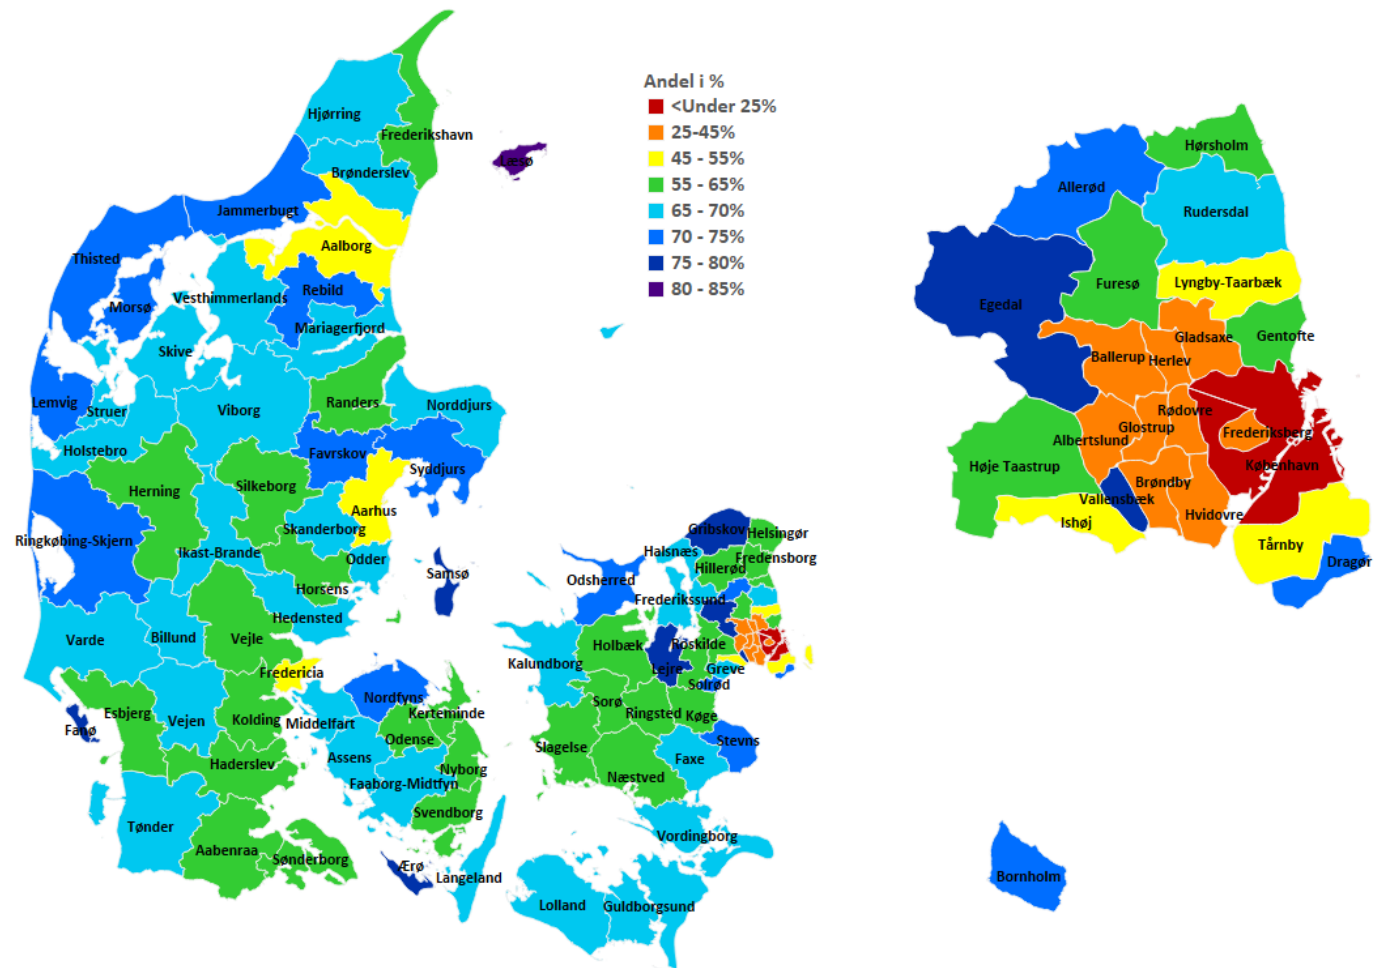 Andel i %
<Under 25%
25-45%
45 - 55%
55 - 65%
65 - 70%
70 - 75%
75 - 80%
80 - 85%
Hjørring
Frederikshavn
Læsø
Brønderslev
Jammerbugt
Aalborg
Thisted
Rebild
Morsø
Vesthimmerlands
Mariagerfjord
Skive
Lemvig
Struer
Viborg
Randers
Norddjurs
Holstebro
Favrskov
Syddjurs
Herning
Silkeborg
Aarhus
Skanderborg
Ringkøbing-Skjern
Ikast-Brande
Odder
Samsø
Horsens
Hedensted
Varde
Billund
Vejle
Fredericia
Esbjerg
Fanø
Vejen
Kolding
Middelfart
Nordfyns
Kerteminde
Odense
Assens
Nyborg
Faaborg-Midtfyn
Haderslev
Svendborg
Tønder
Aabenraa
Sønderborg
Ærø
Langeland
Gribskov
Helsingør
Halsnæs
Fredensborg
Hillerød
Odsherred
Frederikssund
Holbæk
Roskilde
Kalundborg
Lejre
Greve
Solrød
Sorø
Ringsted
Køge
Slagelse
Stevns
Faxe
Næstved
Vordingborg
Lolland
Guldborgsund
Hørsholm
Allerød
Rudersdal
Furesø
Lyngby-Taarbæk
Egedal
Gladsaxe
Gentofte
Ballerup
Herlev
Rødovre
Glostrup
Frederiksberg
Albertslund
Høje Taastrup
København
Brøndby
Vallensbæk
Hvidovre
Ishøj
Tårnby
Dragør
Bornholm